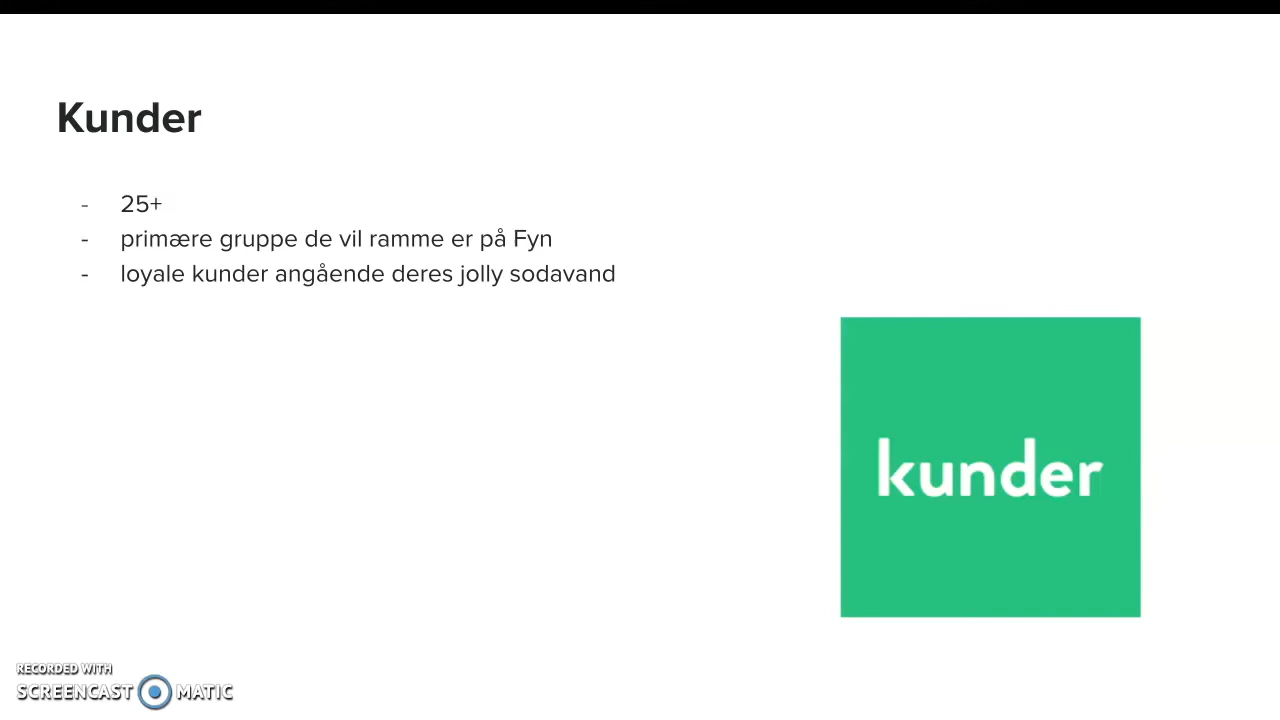 Kunder
- 25+
- primære gruppe de vil ramme er på Fyn
- loyale kunder angående deres jolly sodavand
kunder
RECORDED WITH
SCREENCAST MATIC